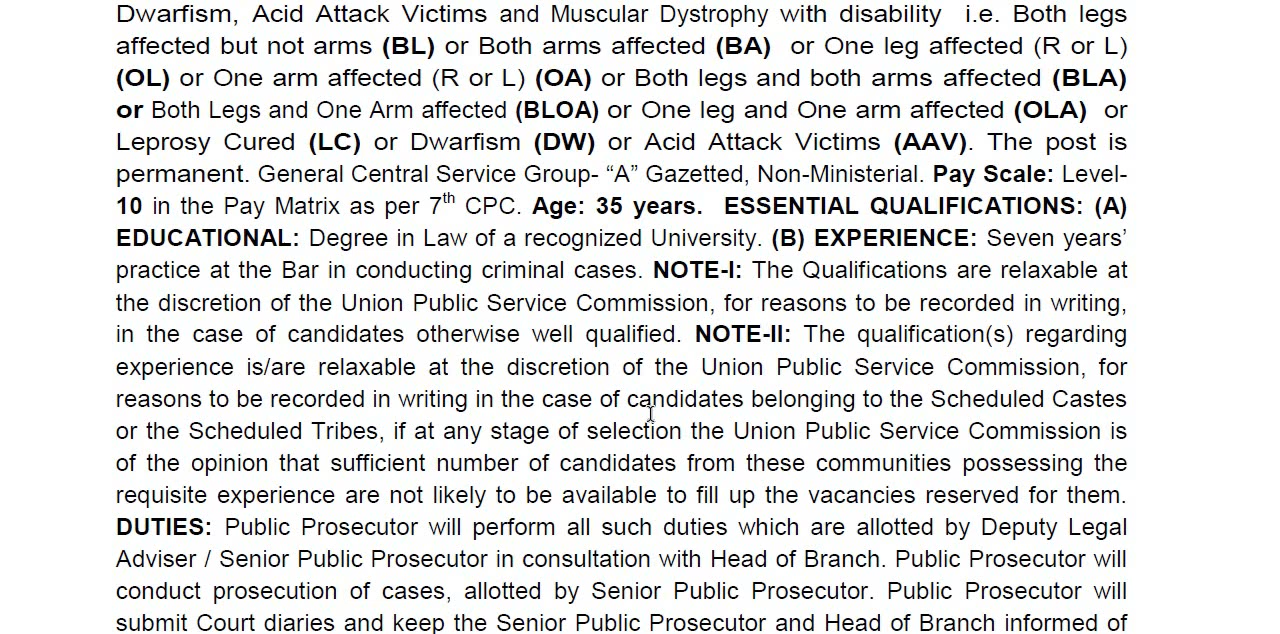 Dwarfism, Acid Attack Victims and Muscular Dystrophy with disability i.e. Both legs
affected but not arms (BL) or Both arms affected (BA) or One leg affected (R or L)
(OL) or One arm affected (R or L) (OA) or Both legs and both arms affected (BLA)
or Both Legs and One Arm affected (BLOA) or One leg and One arm affected (OLA) or
Leprosy Cured (LC) or Dwarfism (DW) or Acid Attack Victims (AAV). The post is
permanent. General Central Service Group- “A” Gazetted, Non-Ministerial. Pay Scale: Level-
10 in the Pay Matrix as per 7th CPC. Age: 35 years. ESSENTIAL QUALIFICATIONS: (A)
EDUCATIONAL: Degree in Law of a recognized University. (B) EXPERIENCE: Seven years’
practice at the Bar in conducting criminal cases. NOTE-I: The Qualifications are relaxable at
the discretion of the Union Public Service Commission, for reasons to be recorded in writing,
in the case of candidates otherwise well qualified. NOTE-II: The qualification(s) regarding
experience is/are relaxable at the discretion of the Union Public Service Commission, for
reasons to be recorded in writing in the case of candidates belonging to the Scheduled Castes
or the Scheduled Tribes, if at any stage of selection the Union Public Service Commission is
of the opinion that sufficient number of candidates from these communities possessing the
requisite experience are not likely to be available to fill up the vacancies reserved for them.
DUTIES: Public Prosecutor will perform all such duties which are allotted by Deputy Legal
Adviser / Senior Public Prosecutor in consultation with Head of Branch. Public Prosecutor will
conduct prosecution of cases, allotted by Senior Public Prosecutor. Public Prosecutor will
submit Court diaries and keep the Senior Public Prosecutor and Head of Branch informed of